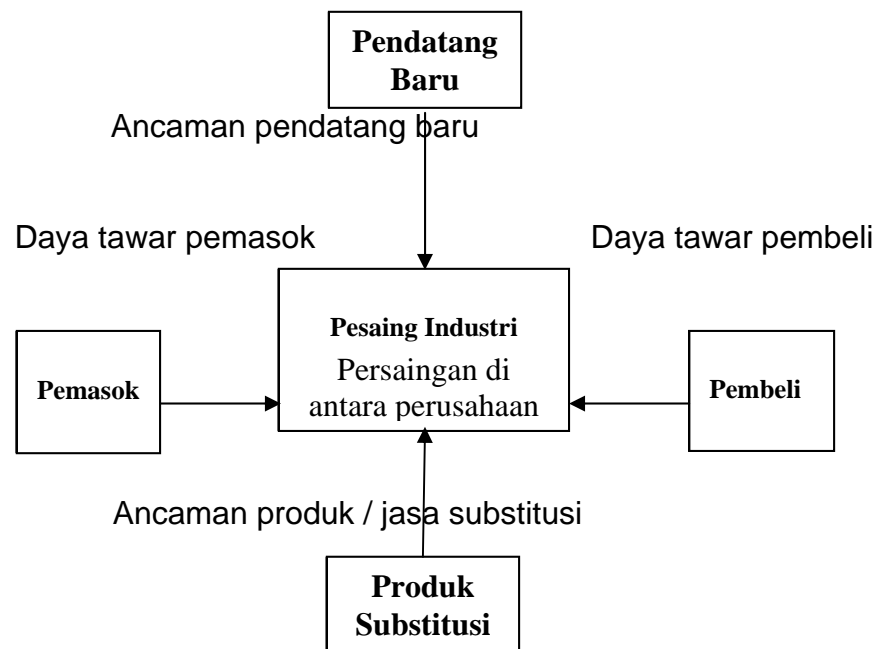 Pendatang
Baru
Ancaman pendatang baru
Daya tawar pemasok
Daya tawar pembeli
Pesaing Industri
Persaingan di
antara perusahaan
Pemasok
Pembeli
Ancaman produk / jasa substitusi
Produk
Substitusi